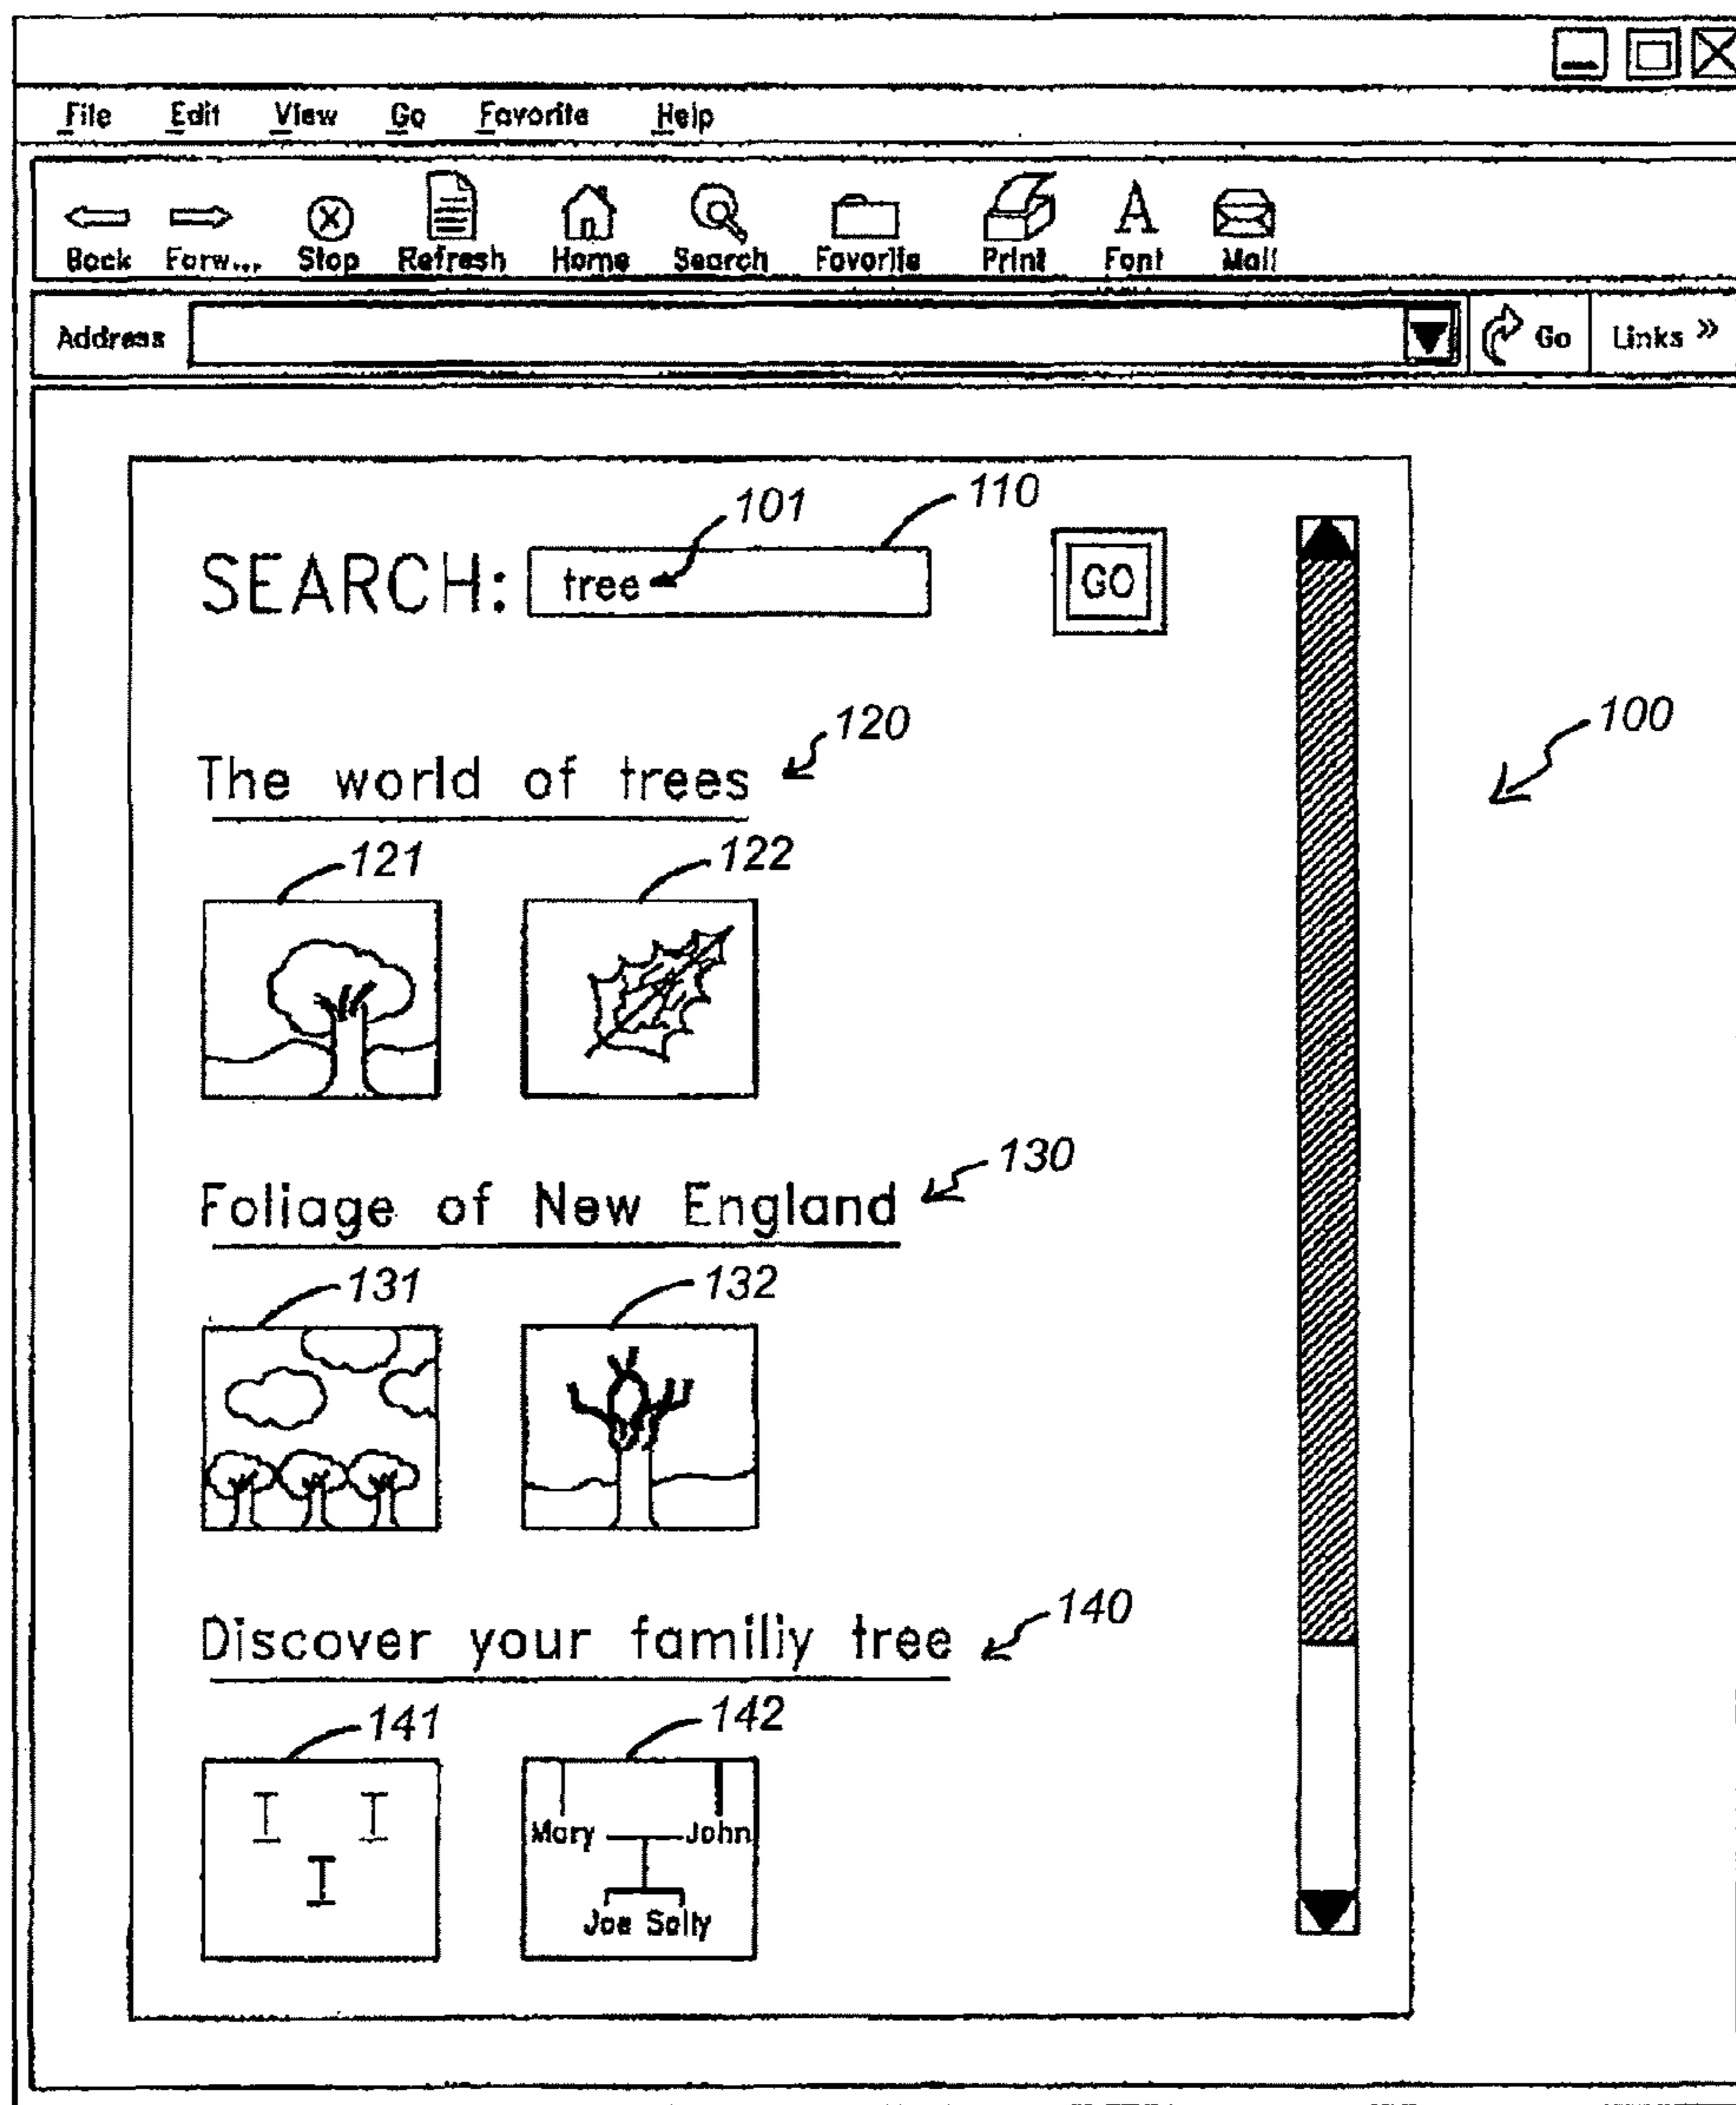 File Edit View Go Favorite Help
Back Forw... Stop Refresh Home Search Favorite Print Font Mail
Address Go Links »
101 110
SEARCH: tree GO
120
100
The world of trees
121 122
130
Foliage of New England
131 132
140
Discover your familiy tree
141 142
I I
Mary John
I
Joe Sally